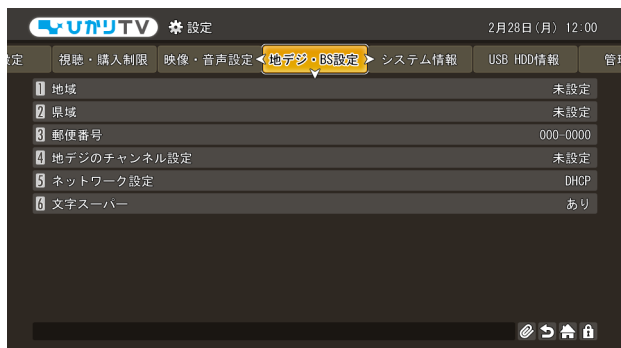 ひかりTV 設定 2月28日(月) 12:00
設定 視聴・購入制限 映像・音声設定 地デジ・BS設定 システム情報 USB HDD情報 管理
1 地域 未設定
2 県域 未設定
3 郵便番号 000-0000
4 地デジのチャンネル設定 未設定
5 ネットワーク設定 DHCP
6 文字スーパー あり